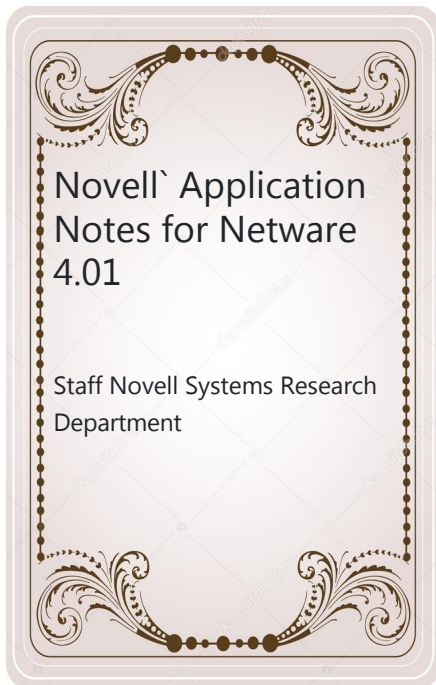 Novell` Application
Notes for Netware
4.01
Staff Novell Systems Research
Department